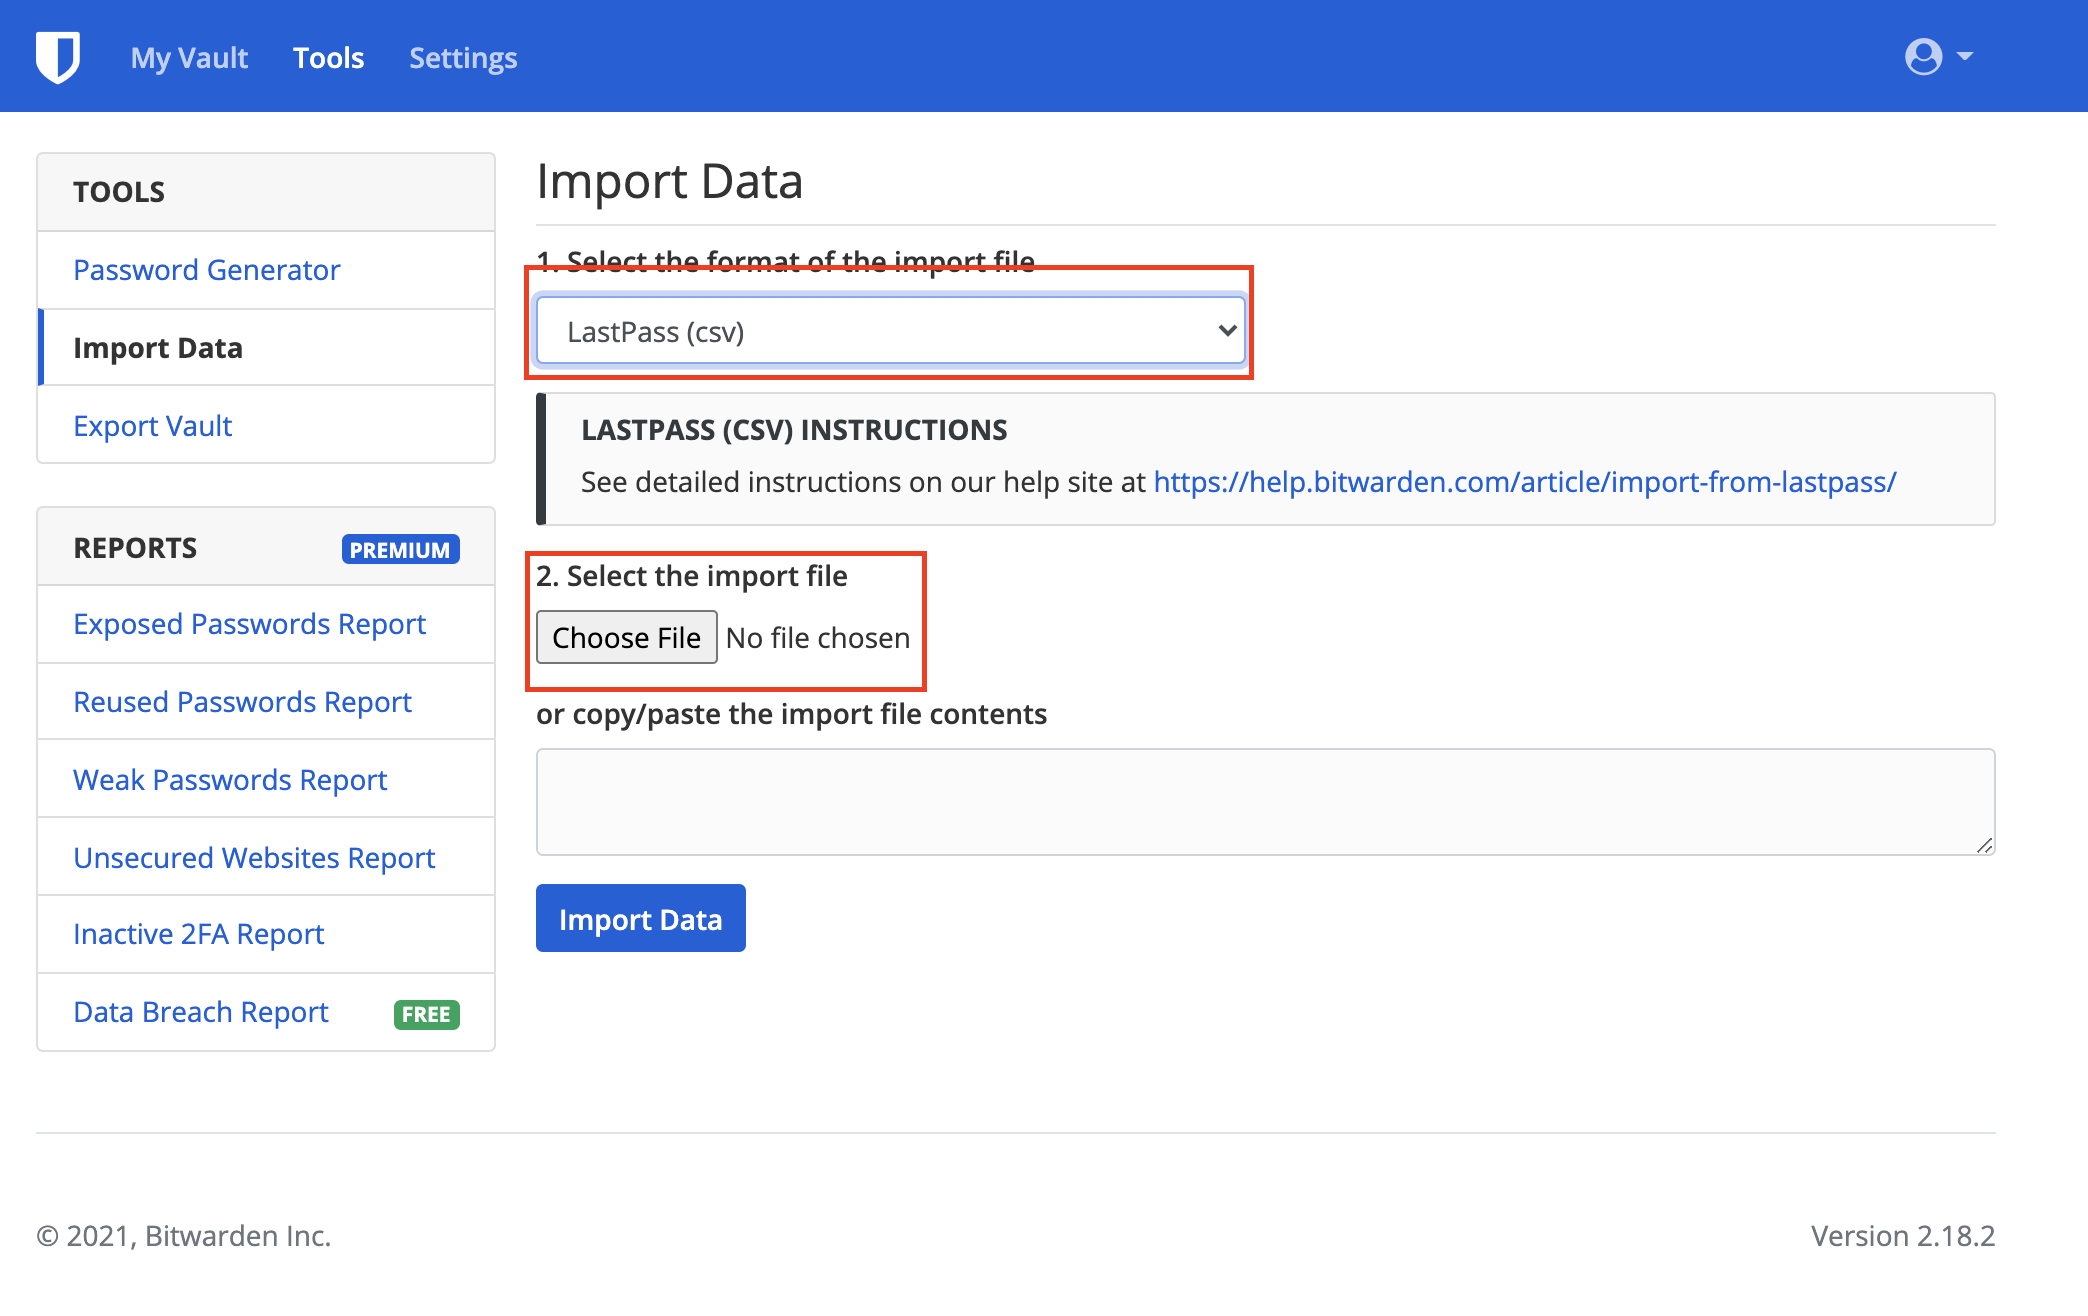 My Vault Tools Settings
TOOLS
Password Generator
Import Data
Export Vault
REPORTS PREMIUM
Exposed Passwords Report
Reused Passwords Report
Weak Passwords Report
Unsecured Websites Report
Inactive 2FA Report
Data Breach Report FREE
Import Data
1. Select the format of the import file
LastPass (csv)
LASTPASS (CSV) INSTRUCTIONS
See detailed instructions on our help site at https://help.bitwarden.com/article/import-from-lastpass/
2. Select the import file
Choose File No file chosen
or copy/paste the import file contents
Import Data
© 2021, Bitwarden Inc.
Version 2.18.2